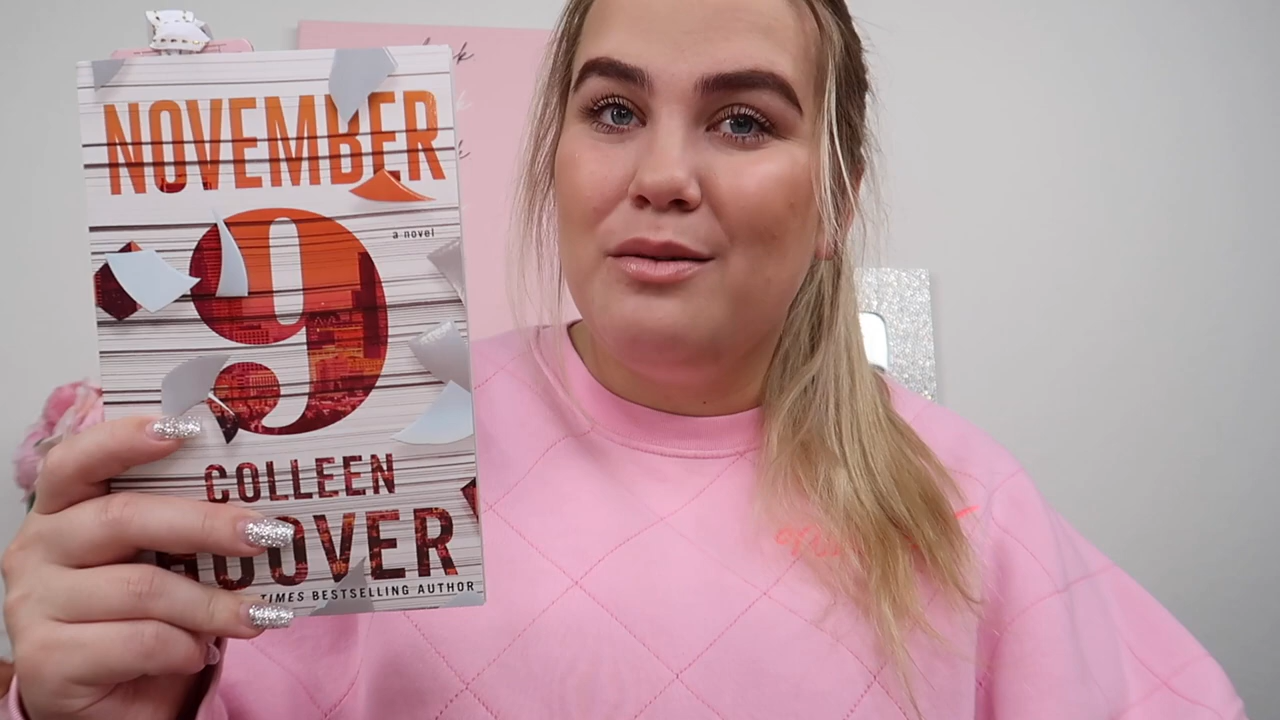 NOVEMBER
9
a novel
COLLEEN
HOOVER
TIMES BESTSELLING AUTHOR